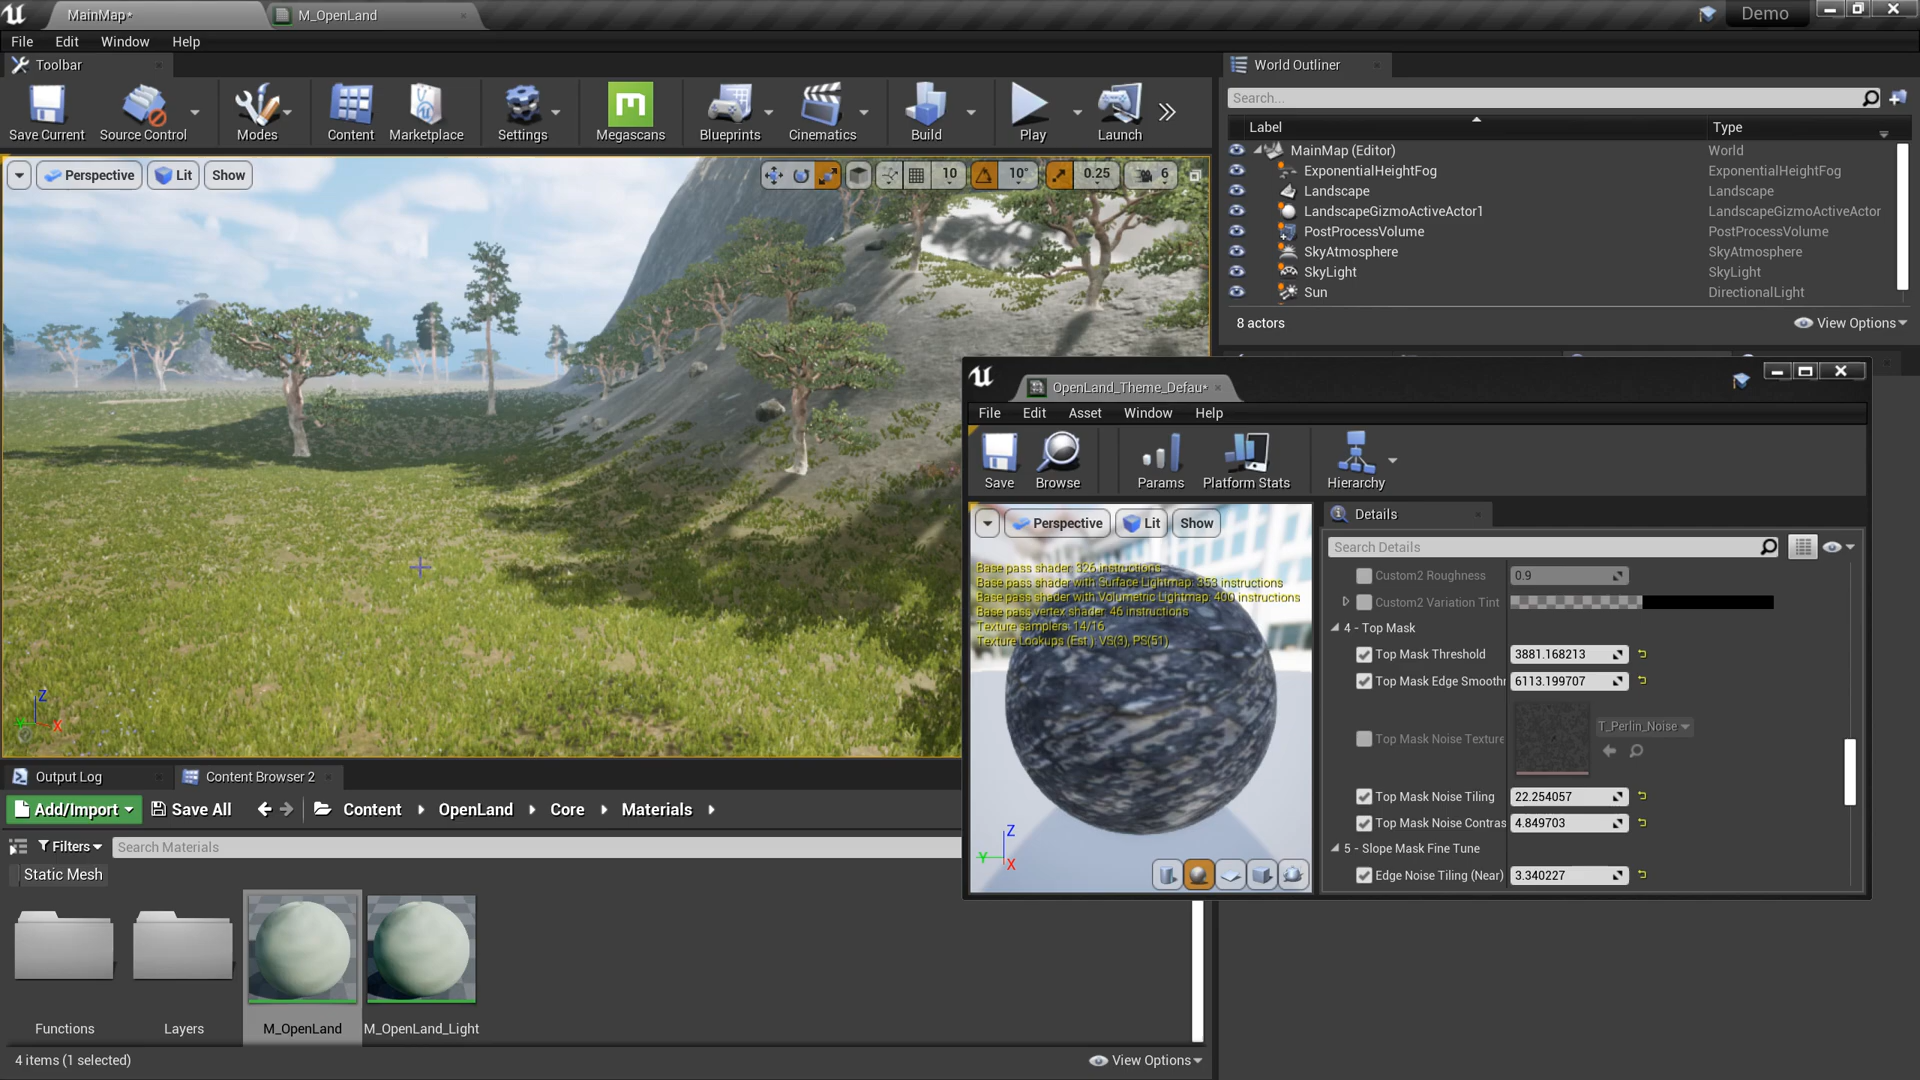 MainMap*
M_OpenLand
Demo
File Edit Window Help
Toolbar
World Outliner
Save Current
Source Control
Modes
Content
Marketplace
Settings
Megascans
Blueprints
Cinematics
Build
Play
Launch
Search...
Label Type
MainMap (Editor) World
ExponentialHeightFog ExponentialHeightFog
Landscape Landscape
LandscapeGizmoActiveActor1 LandscapeGizmoActiveActor
PostProcessVolume PostProcessVolume
SkyAtmosphere SkyAtmosphere
SkyLight SkyLight
Sun DirectionalLight
8 actors
View Options
Perspective Lit Show
10 10° 0.25 6
Z
Y X
OpenLand_Theme_Defau*
File Edit Asset Window Help
Save Browse Params Platform Stats Hierarchy
Perspective Lit Show
Base pass shader: 326 instructions
Base pass shader with Surface Lightmap: 353 instructions
Base pass shader with Volumetric Lightmap: 400 instructions
Base pass vertex shader: 46 instructions
Texture samplers: 14/16
Texture Lookups (Est.): VS(3), PS(51)
Z
Y X
Details
Search Details
Custom2 Roughness 0.9
Custom2 Variation Tint
4 - Top Mask
Top Mask Threshold 3881.168213
Top Mask Edge Smooth 6113.199707
Top Mask Noise Texture T_Perlin_Noise
Top Mask Noise Tiling 22.254057
Top Mask Noise Contras 4.849703
5 - Slope Mask Fine Tune
Edge Noise Tiling (Near) 3.340227
Output Log
Content Browser 2
Add/Import Save All Content OpenLand Core Materials
Filters Search Materials
Static Mesh
Functions
Layers
M_OpenLand
M_OpenLand_Light
4 items (1 selected)
View Options